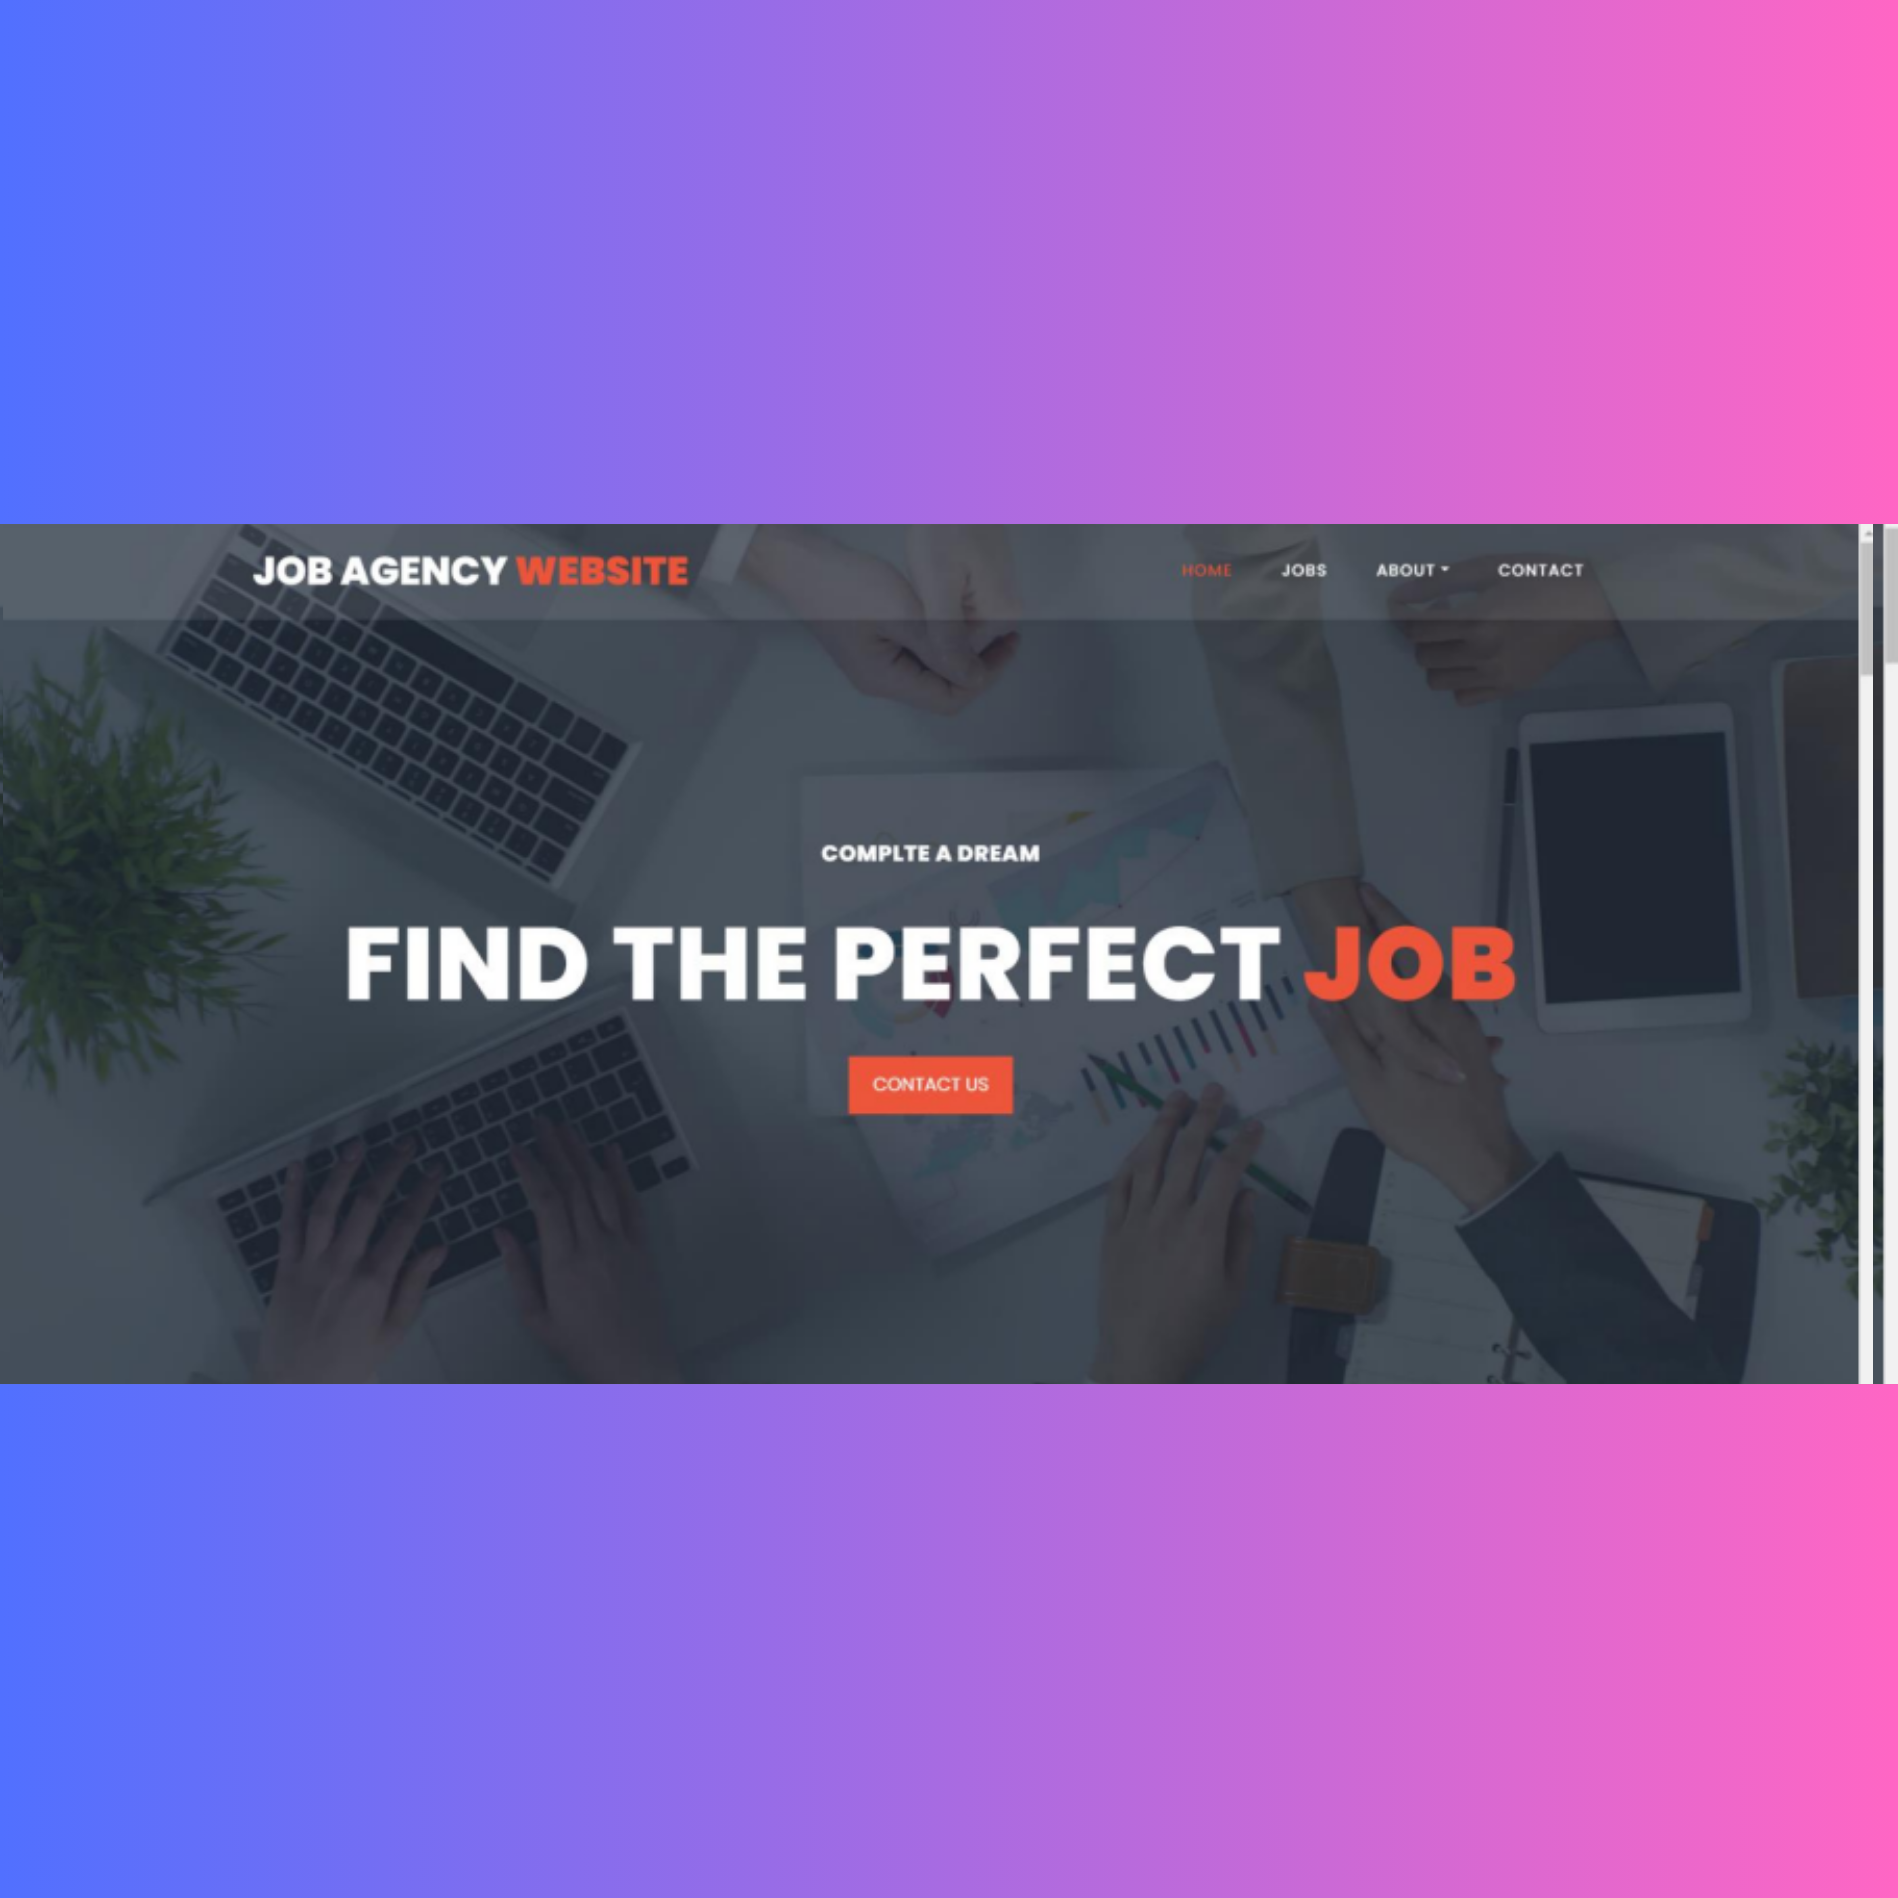 JOB AGENCY WEBSITE
HOME JOBS ABOUT CONTACT
COMPLTE A DREAM
FIND THE PERFECT JOB
CONTACT US